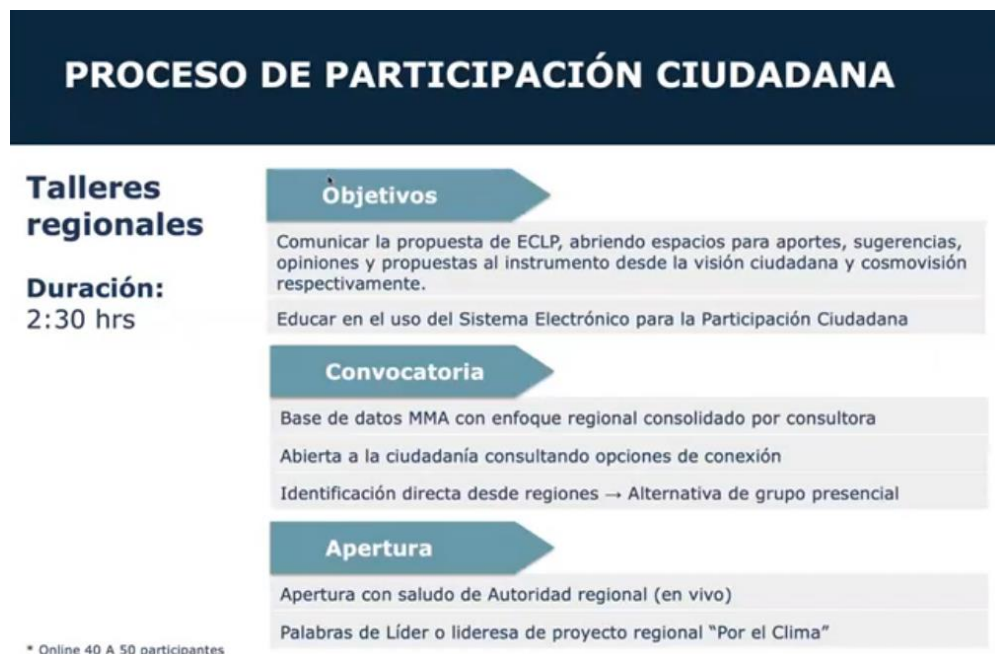 PROCESO DE PARTICIPACIÓN CIUDADANA
Talleres
regionales
Duración:
2:30 hrs
Objetivos
Comunicar la propuesta de ECLP, abriendo espacios para aportes, sugerencias,
opiniones y propuestas al instrumento desde la visión ciudadana y cosmovisión
respectivamente.
Educar en el uso del Sistema Electrónico para la Participación Ciudadana
Convocatoria
Base de datos MMA con enfoque regional consolidado por consultora
Abierta a la ciudadanía consultando opciones de conexión
Identificación directa desde regiones → Alternativa de grupo presencial
Apertura
Apertura con saludo de Autoridad regional (en vivo)
Palabras de Líder o lideresa de proyecto regional “Por el Clima”
* Online 40 A 50 participantes